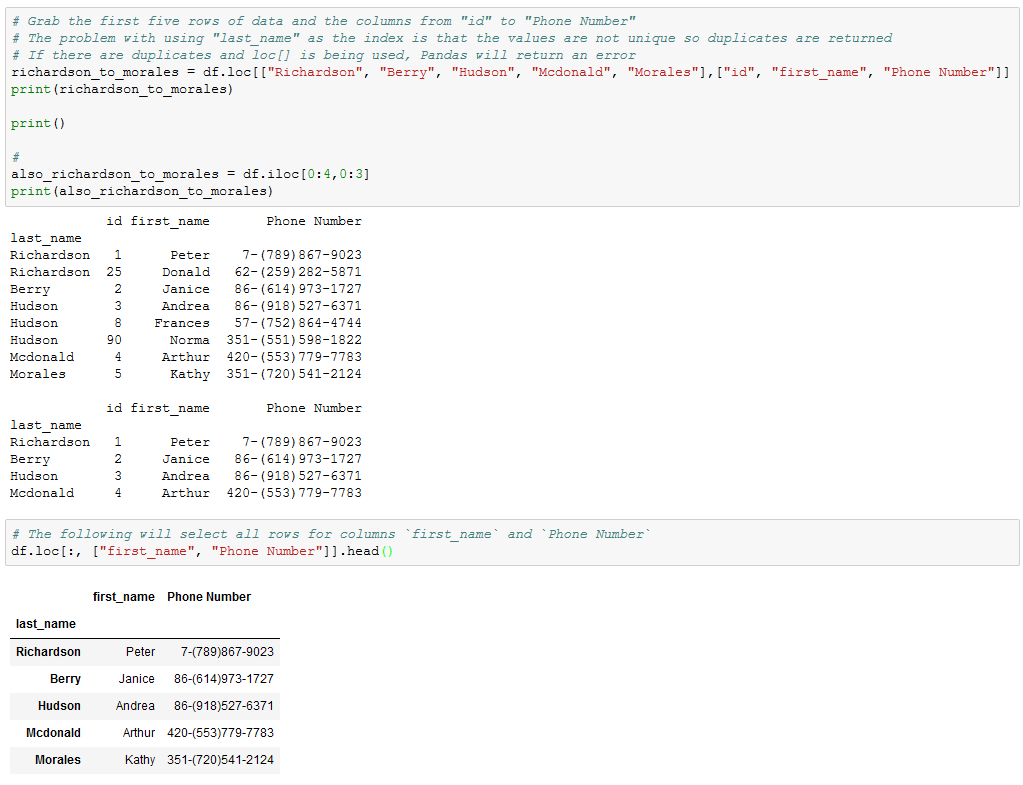 # Grab the first five rows of data and the columns from "id" to "Phone Number"
# The problem with using "last_name" as the index is that the values are not unique so duplicates are returned
# If there are duplicates and loc[] is being used, Pandas will return an error
richardson_to_morales = df.loc[["Richardson", "Berry", "Hudson", "Mcdonald", "Morales"],["id", "first_name", "Phone Number"]]
print(richardson_to_morales)
print()
#
also_richardson_to_morales = df.iloc[0:4,0:3]
print(also_richardson_to_morales)
id first_name Phone Number
last_name
Richardson 1 Peter 7-(789)867-9023
Richardson 25 Donald 62-(259)282-5871
Berry 2 Janice 86-(614)973-1727
Hudson 3 Andrea 86-(918)527-6371
Hudson 8 Frances 57-(752)864-4744
Hudson 90 Norma 351-(551)598-1822
Mcdonald 4 Arthur 420-(553)779-7783
Morales 5 Kathy 351-(720)541-2124
id first_name Phone Number
last_name
Richardson 1 Peter 7-(789)867-9023
Berry 2 Janice 86-(614)973-1727
Hudson 3 Andrea 86-(918)527-6371
Mcdonald 4 Arthur 420-(553)779-7783
# The following will select all rows for columns `first_name` and `Phone Number`
df.loc[:, ["first_name", "Phone Number"]].head()
first_name Phone Number
last_name
Richardson Peter 7-(789)867-9023
Berry Janice 86-(614)973-1727
Hudson Andrea 86-(918)527-6371
Mcdonald Arthur 420-(553)779-7783
Morales Kathy 351-(720)541-2124